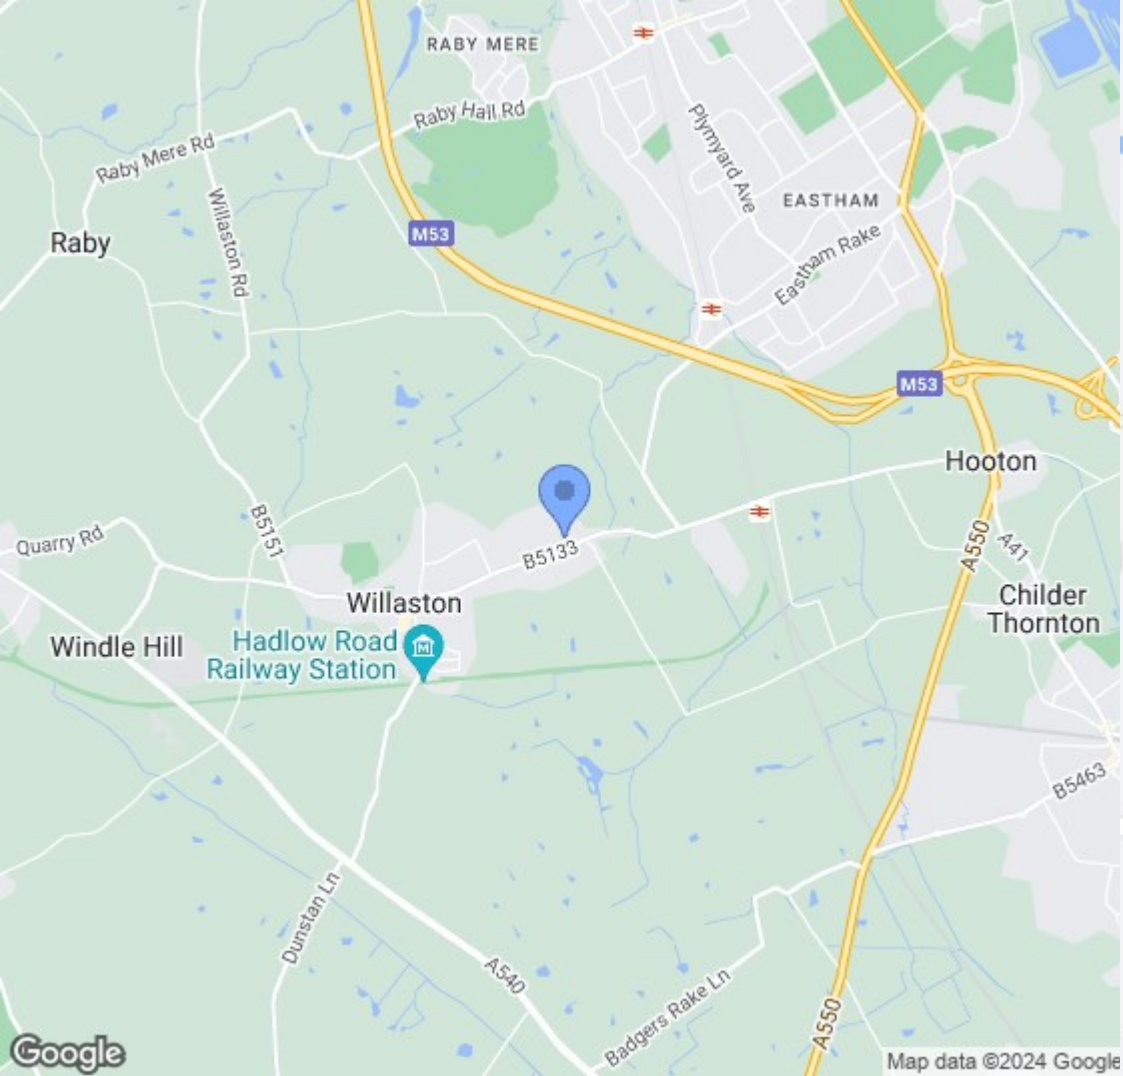 RABY MERE
Raby Hall Rd
Plymyard Ave
Raby Mere Rd
Willaston Rd
EASTHAM
Raby
M53
Eastham Rake
M53
Hooton
B5151
Quarry Rd
B5133
A550
A41
Willaston
Childer
Thornton
Windle Hill
Hadlow Road
Railway Station
B5463
Dunstan Ln
A540
Badgers Rake Ln
A550
Google
Map data ©2024 Google